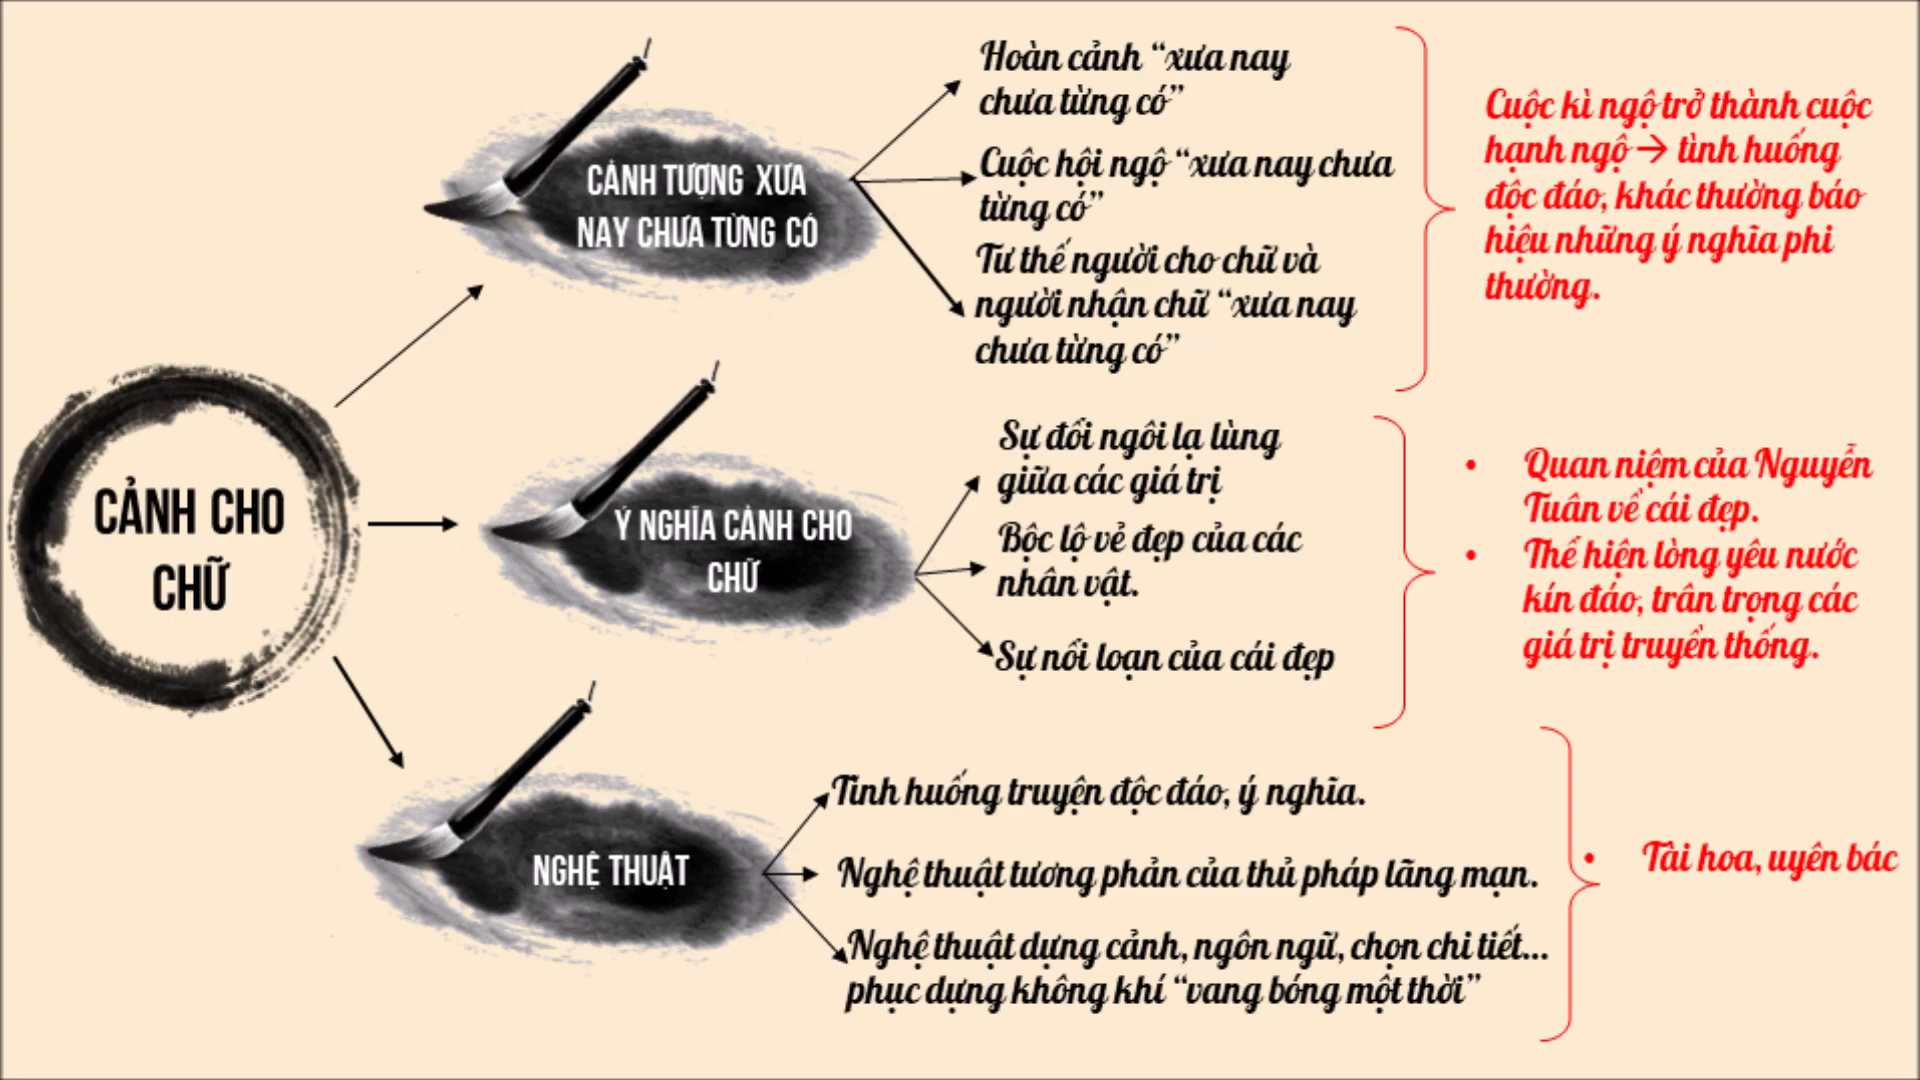 CẢNH CHO
CHỮ
CẢNH TƯỢNG XƯA
NAY CHƯA TỪNG CÓ
Hoàn cảnh “xưa nay
chưa từng có”
Cuộc hội ngộ “xưa nay chưa
từng có”
Tư thế người cho chữ và
người nhận chữ “xưa nay
chưa từng có”
Cuộc kì ngộ trở thành cuộc
hạnh ngộ → tình huống
độc đáo, khác thường báo
hiệu những ý nghĩa phi
thường.
Ý NGHĨA CẢNH CHO
CHỮ
Sự đổi ngôi lạ lùng
giữa các giá trị
Bộc lộ vẻ đẹp của các
nhân vật.
Sự nổi loạn của cái đẹp
• Quan niệm của Nguyễn
Tuân về cái đẹp.
• Thể hiện lòng yêu nước
kín đáo, trân trọng các
giá trị truyền thống.
NGHỆ THUẬT
Tình huống truyện độc đáo, ý nghĩa.
Nghệ thuật tương phản của thủ pháp lãng mạn.
Nghệ thuật dựng cảnh, ngôn ngữ, chọn chi tiết...
phục dựng không khí “vang bóng một thời”
• Tài hoa, uyên bác